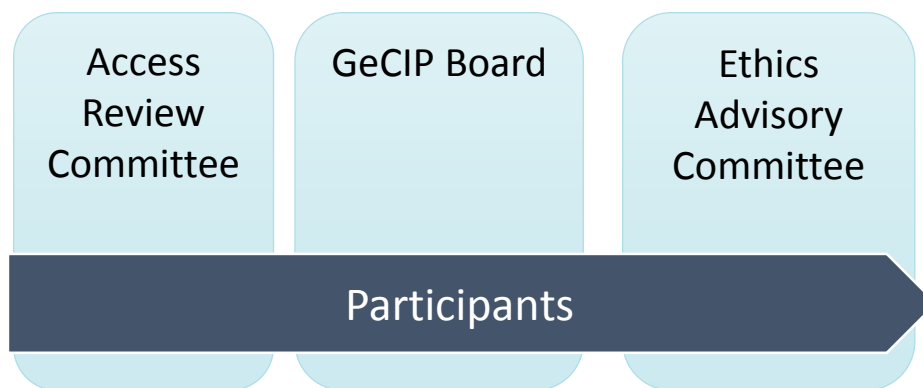 Access
Review
Committee
GeCIP Board
Ethics
Advisory
Committee
Participants